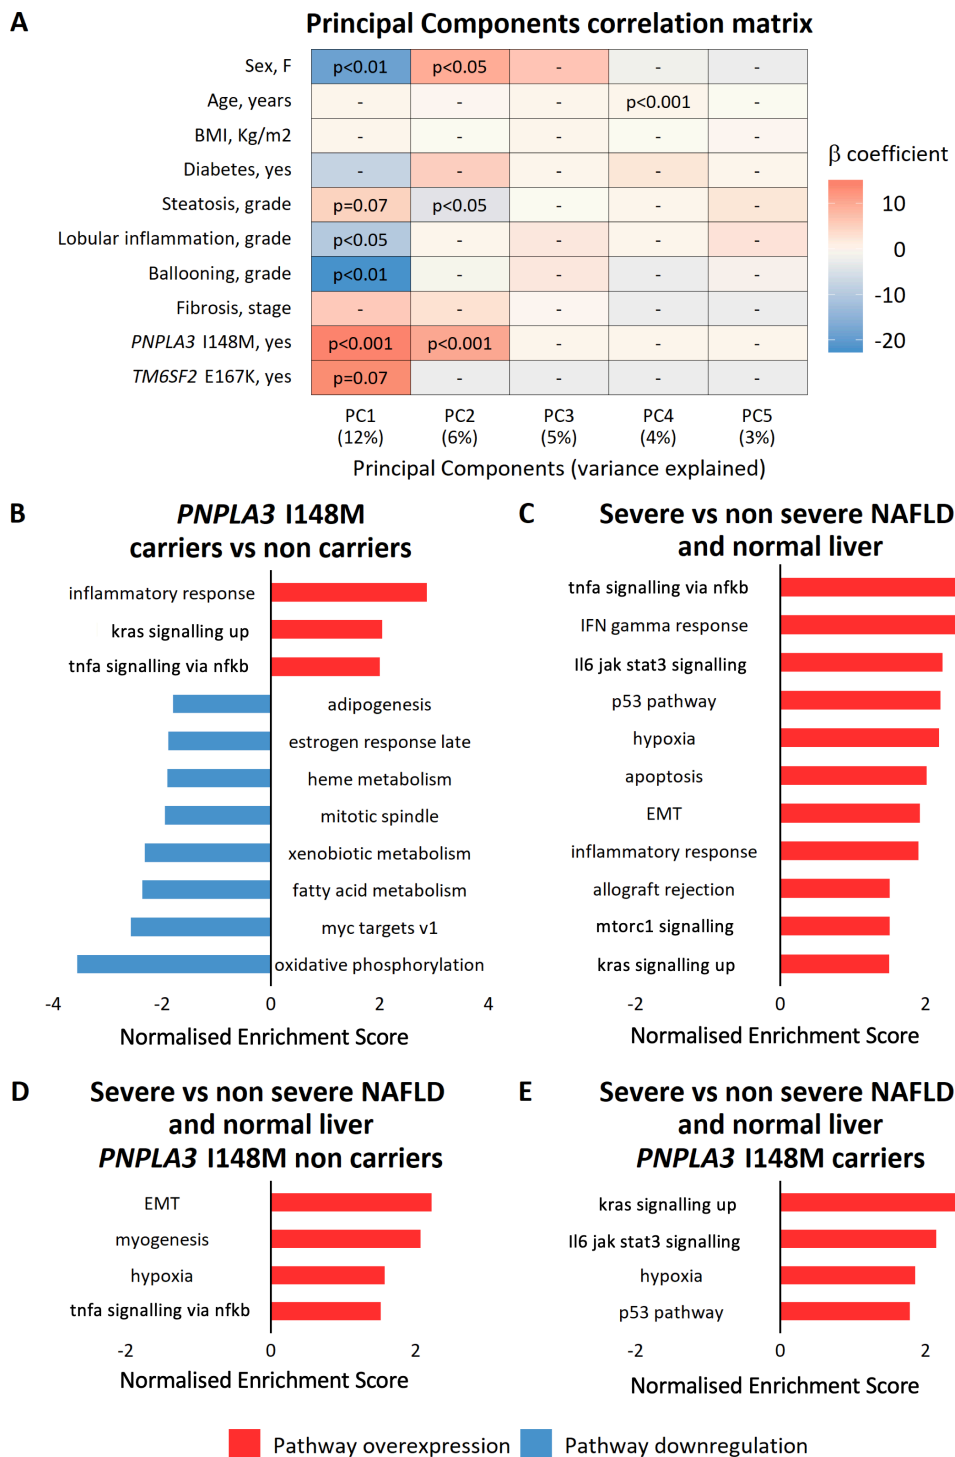 A
Principal Components correlation matrix
Sex, F p<0.01 p<0.05 - - -
Age, years - - - p<0.001 -
BMI, Kg/m2 - - - - -
Diabetes, yes - - - - -
Steatosis, grade p=0.07 p<0.05 - - -
Lobular inflammation, grade p<0.05 - - - -
Ballooning, grade p<0.01 - - - -
Fibrosis, stage - - - - -
PNPLA3 I148M, yes p<0.001 p<0.001 - - -
TM6SF2 E167K, yes p=0.07 - - - -
PC1 PC2 PC3 PC4 PC5
(12%) (6%) (5%) (4%) (3%)
Principal Components (variance explained)
β coefficient
10
0
-10
-20
B
PNPLA3 I148M
carriers vs non carriers
inflammatory response
kras signalling up
tnfa signalling via nfkb
adipogenesis
estrogen response late
heme metabolism
mitotic spindle
xenobiotic metabolism
fatty acid metabolism
myc targets v1
oxidative phosphorylation
-4 -2 0 2 4
Normalised Enrichment Score
C
Severe vs non severe NAFLD
and normal liver
tnfa signalling via nfkb
IFN gamma response
Il6 jak stat3 signalling
p53 pathway
hypoxia
apoptosis
EMT
inflammatory response
allograft rejection
mtorc1 signalling
kras signalling up
-2 0 2
Normalised Enrichment Score
D
Severe vs non severe NAFLD
and normal liver
PNPLA3 I148M non carriers
EMT
myogenesis
hypoxia
tnfa signalling via nfkb
-2 0 2
Normalised Enrichment Score
E
Severe vs non severe NAFLD
and normal liver
PNPLA3 I148M carriers
kras signalling up
Il6 jak stat3 signalling
hypoxia
p53 pathway
-2 0 2
Normalised Enrichment Score
Pathway overexpression Pathway downregulation